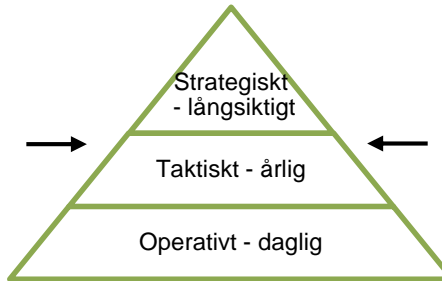 Strategiskt
- långsiktigt
Taktiskt - årlig
Operativt - daglig